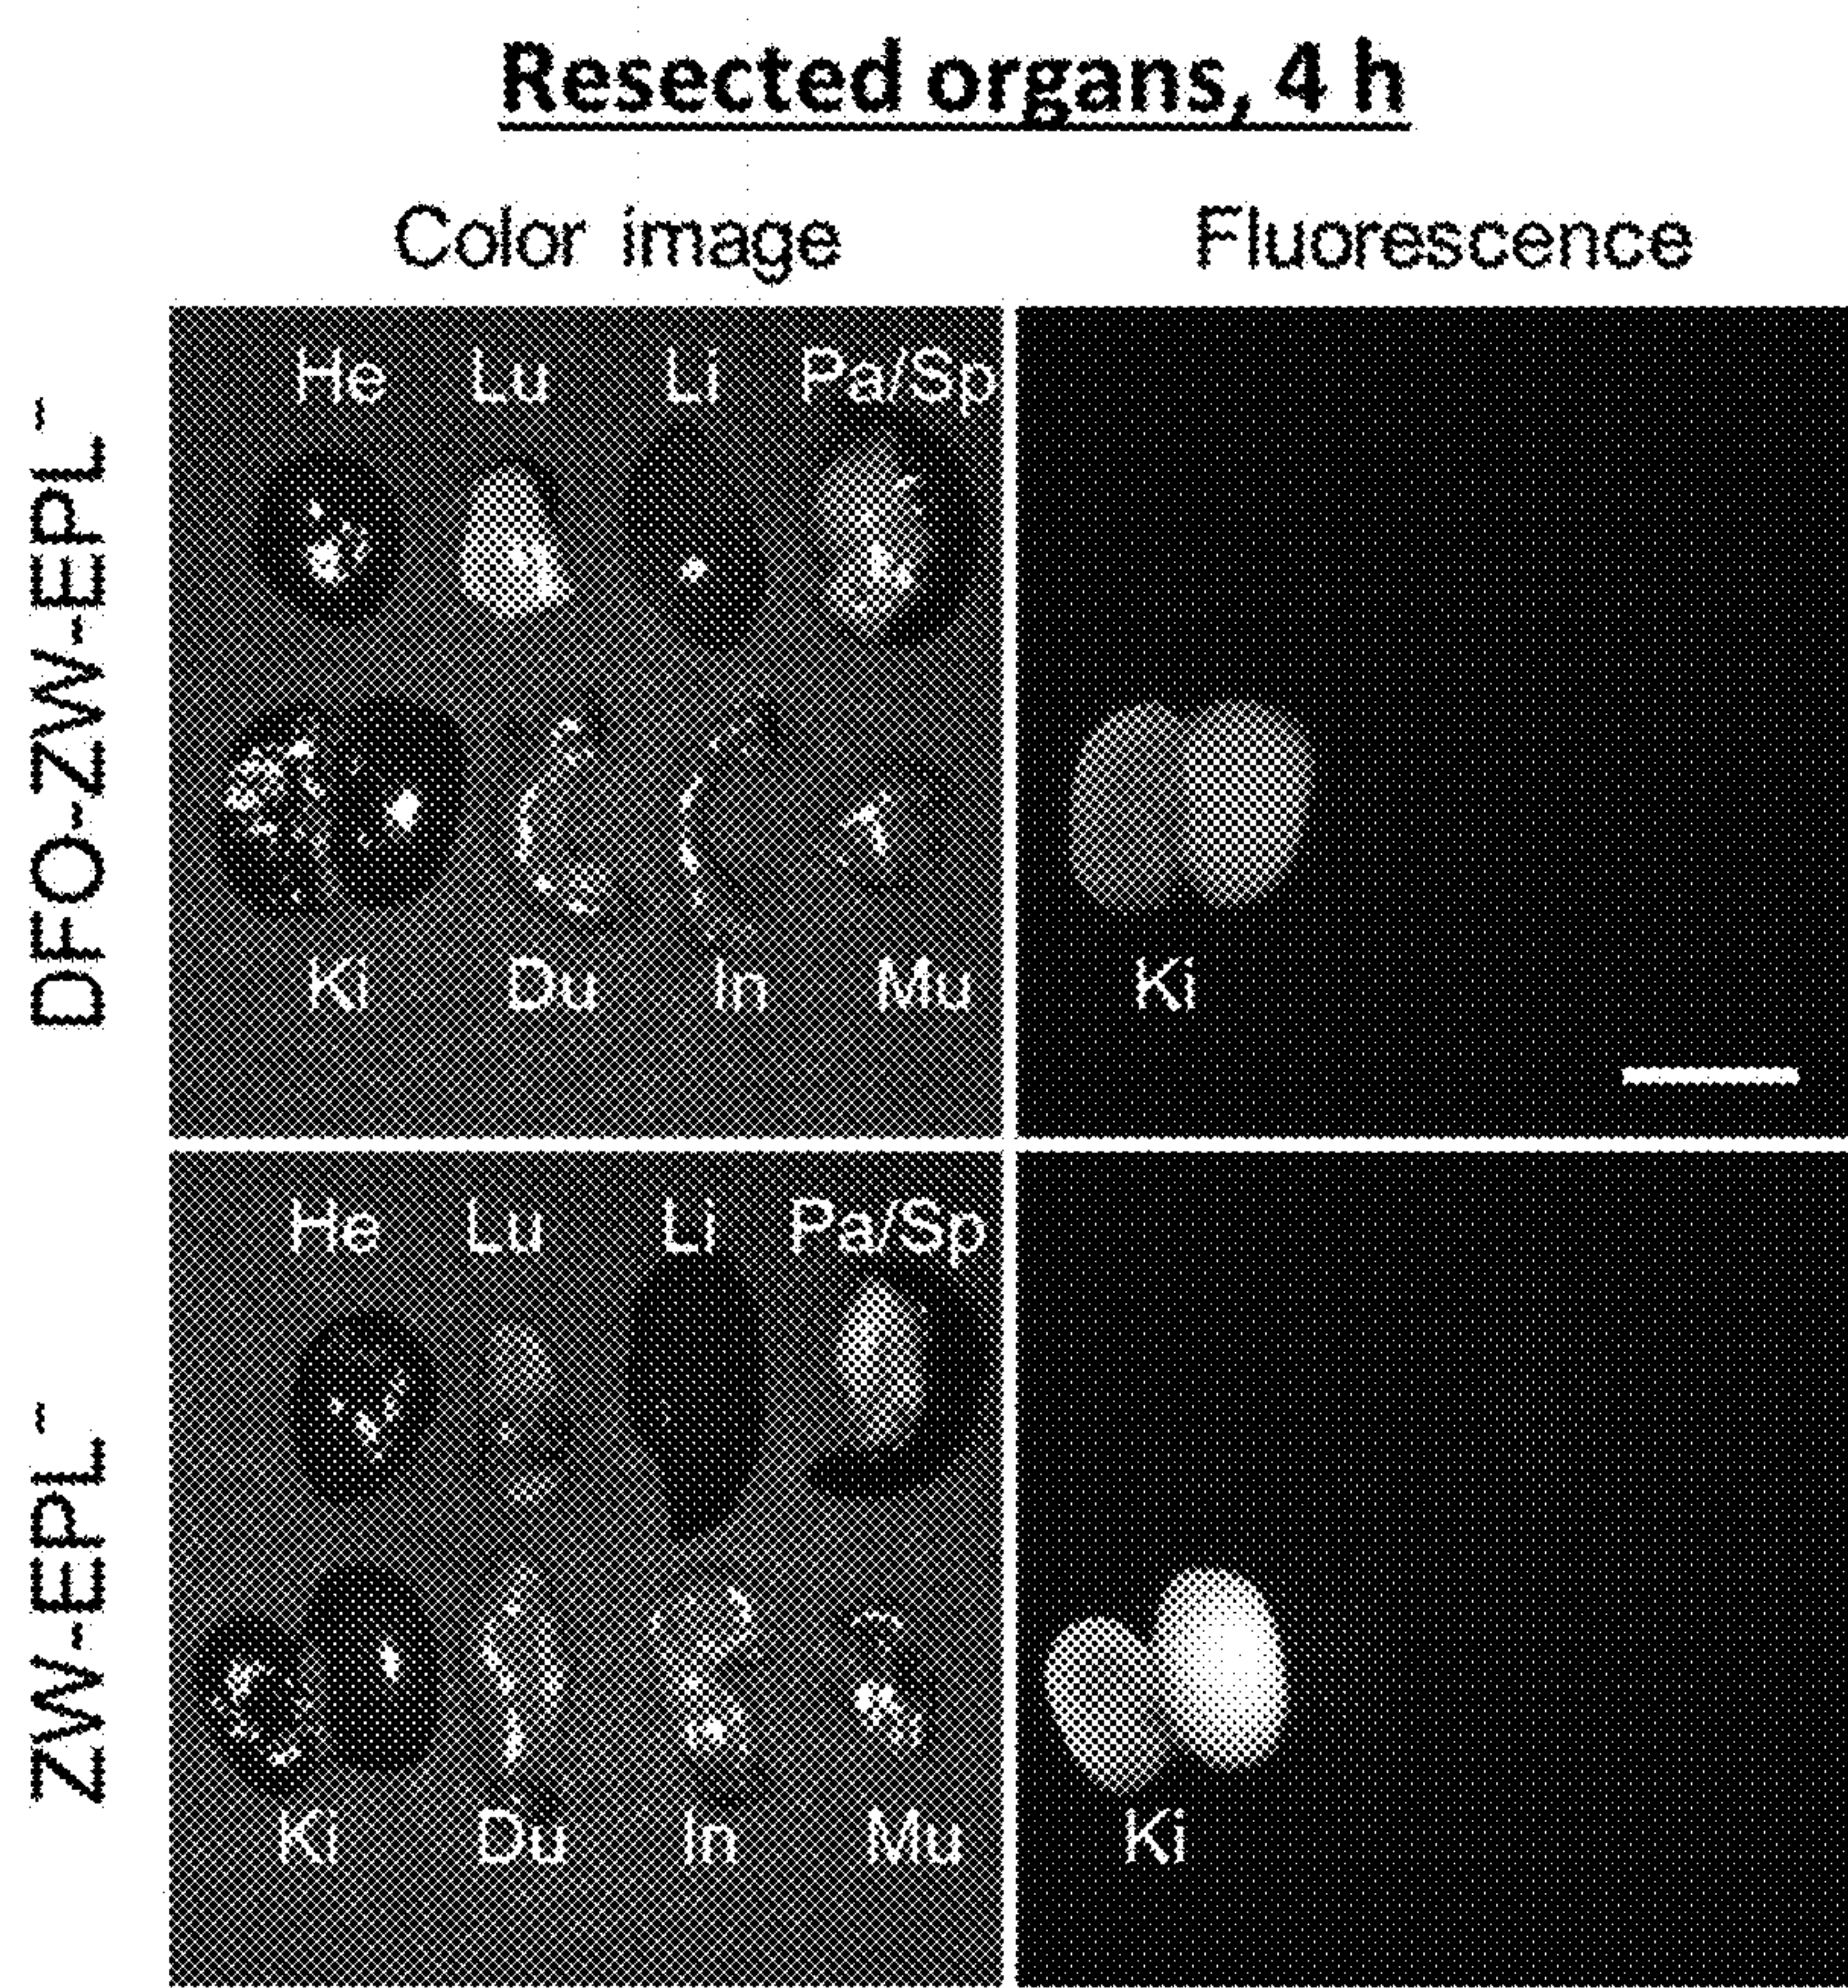 Resected organs, 4 h
Color image Fluorescence
DFO-ZW-EPL⁻
He Lu Li Pa/Sp
Ki Du In Mu
Ki
ZW-EPL⁻
He Lu Li Pa/Sp
Ki Du In Mu
Ki